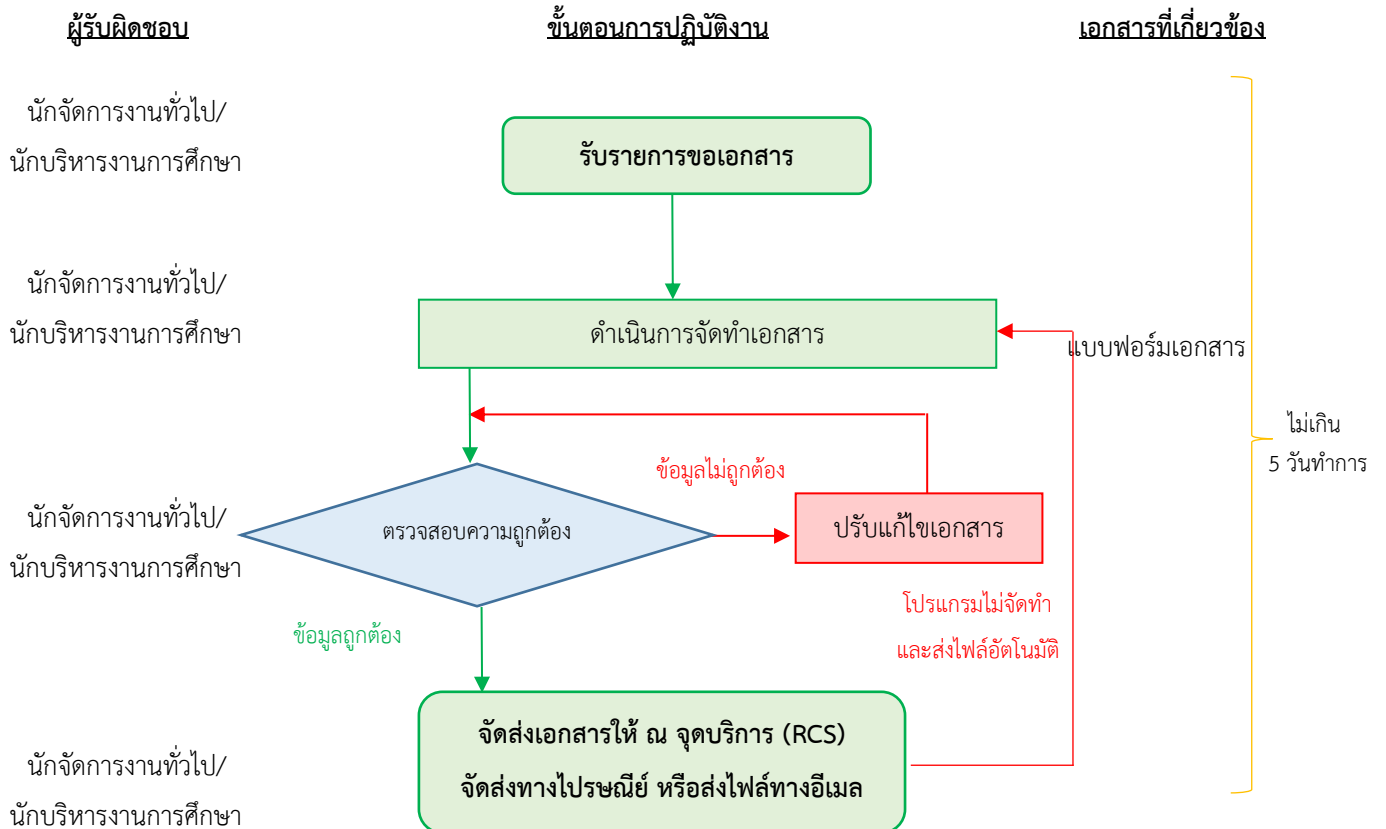 ผู้รับผิดชอบ
ขั้นตอนการปฏิบัติงาน
เอกสารที่เกี่ยวข้อง
นักจัดการงานทั่วไป/
นักบริหารงานการศึกษา
รับรายการขอเอกสาร
นักจัดการงานทั่วไป/
นักบริหารงานการศึกษา
ดำเนินการจัดทำเอกสาร
แบบฟอร์มเอกสาร
ไม่เกิน
5 วันทำการ
ข้อมูลไม่ถูกต้อง
นักจัดการงานทั่วไป/
นักบริหารงานการศึกษา
ตรวจสอบความถูกต้อง
ปรับแก้ไขเอกสาร
โปรแกรมไม่จัดทำ
และส่งไฟล์อัตโนมัติ
ข้อมูลถูกต้อง
นักจัดการงานทั่วไป/
นักบริหารงานการศึกษา
จัดส่งเอกสารให้ ณ จุดบริการ (RCS)
จัดส่งทางไปรษณีย์ หรือส่งไฟล์ทางอีเมล